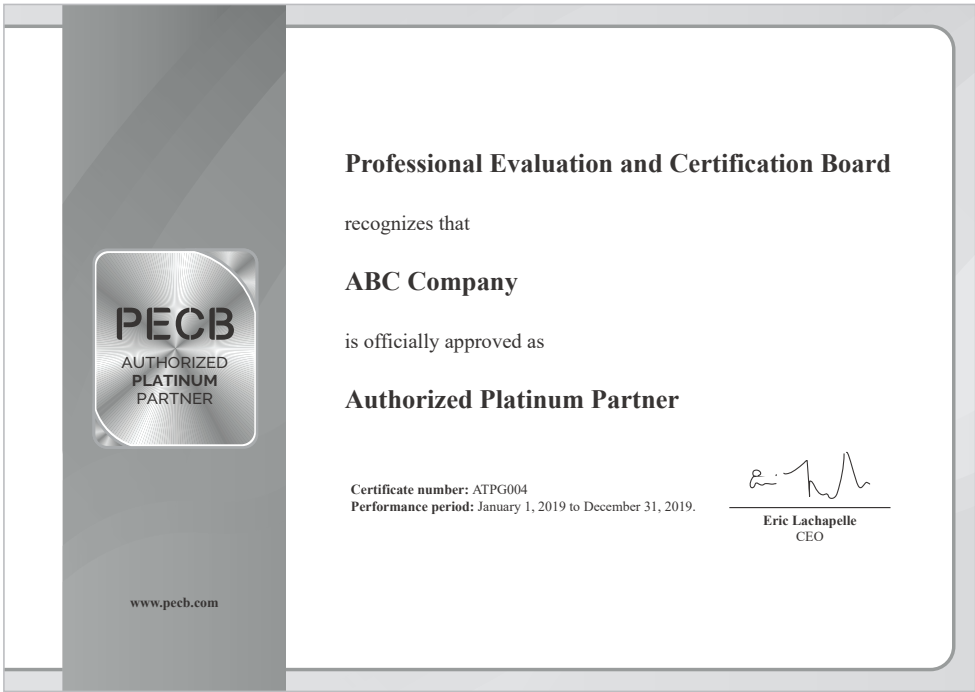 PECB
AUTHORIZED
PLATINUM
PARTNER
www.pecb.com
Professional Evaluation and Certification Board
recognizes that
ABC Company
is officially approved as
Authorized Platinum Partner
Certificate number: ATPG004
Performance period: January 1, 2019 to December 31, 2019.
Eric Lachapelle
CEO